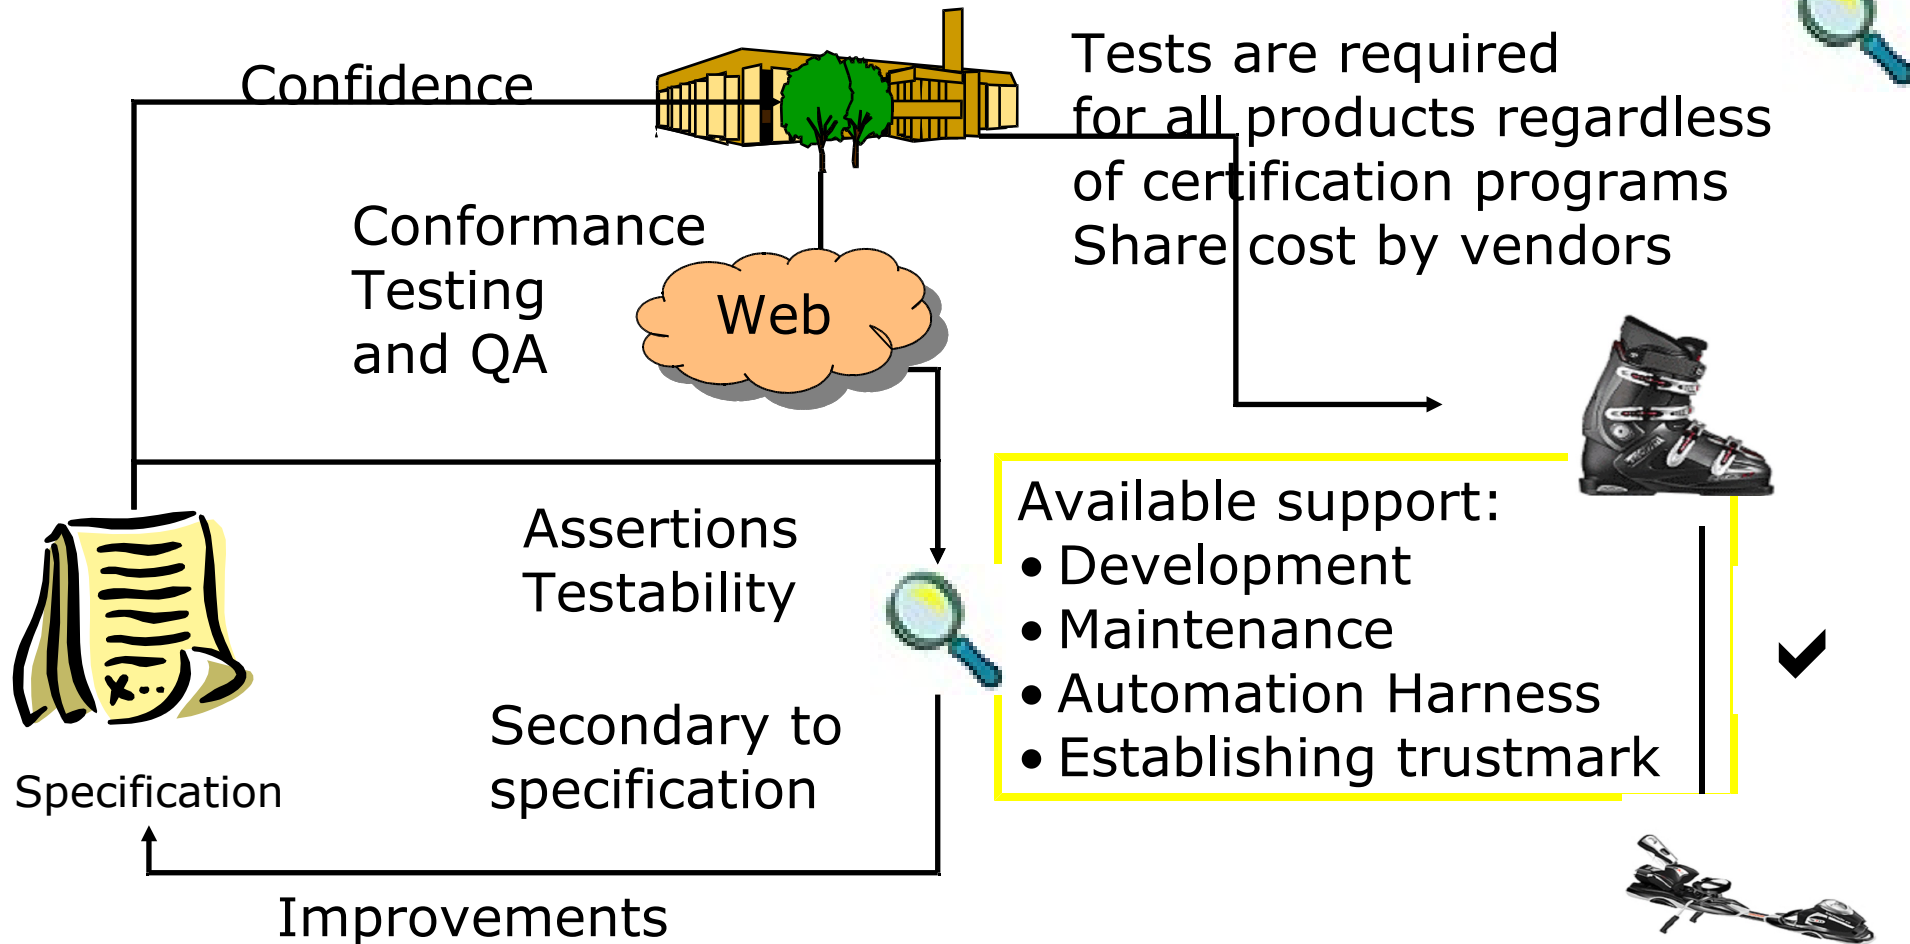 Confidence
Tests are required
for all products regardless
of certification programs
Share cost by vendors
Conformance
Testing
and QA
Web
Assertions
Testability
Available support:
• Development
• Maintenance
• Automation Harness
• Establishing trustmark
Secondary to
specification
Specification
Improvements